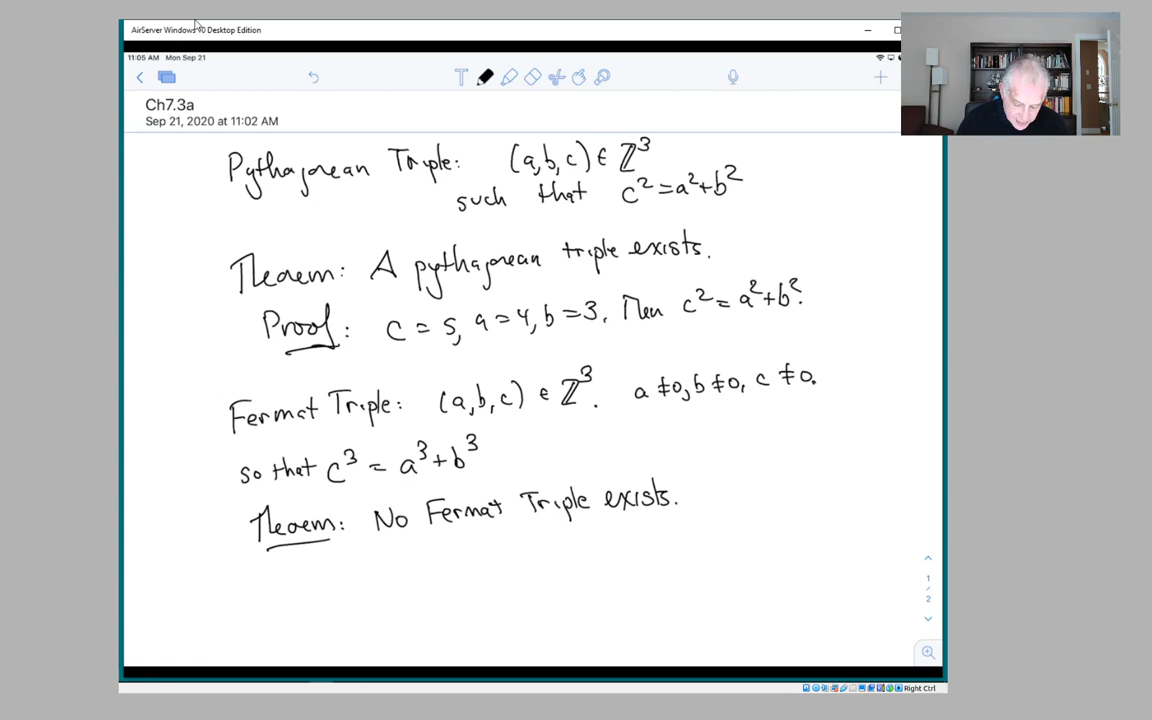 AirServer Windows 10 Desktop Edition
11:05 AM Mon Sep 21
Ch7.3a
Sep 21, 2020 at 11:02 AM
Pythagorean Triple: (a,b,c) ∈ ℤ³
such that c² = a² + b²
Theorem: A pythagorean triple exists.
Proof: c = 5, a = 4, b = 3. Then c² = a² + b².
Fermat Triple: (a,b,c) ∈ ℤ³. a ≠ 0, b ≠ 0, c ≠ 0.
so that c³ = a³ + b³
Theorem: No Fermat Triple exists.
1
/
2
Right Ctrl